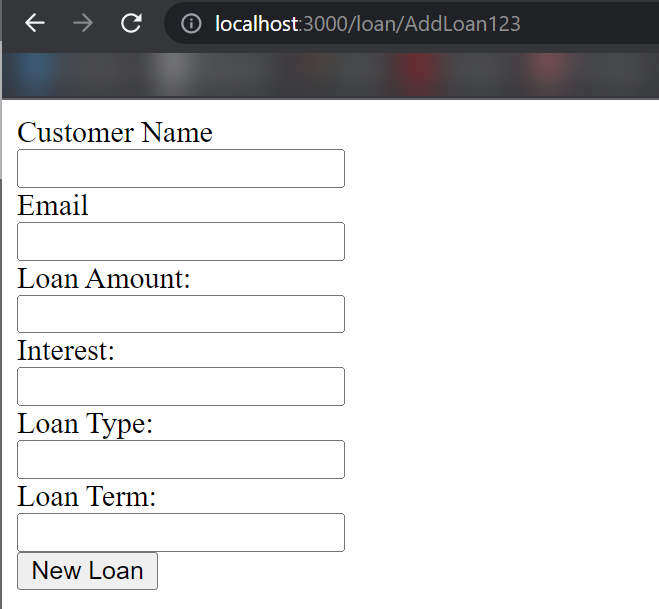 localhost:3000/loan/AddLoan123
Customer Name
Email
Loan Amount:
Interest:
Loan Type:
Loan Term:
New Loan